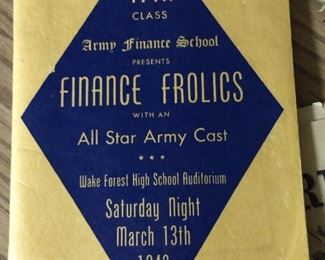 CLASS
Army Finance School
PRESENTS
FINANCE FROLICS
WITH AN
All Star Army Cast
* * *
Wake Forest High School Auditorium
Saturday Night
March 13th